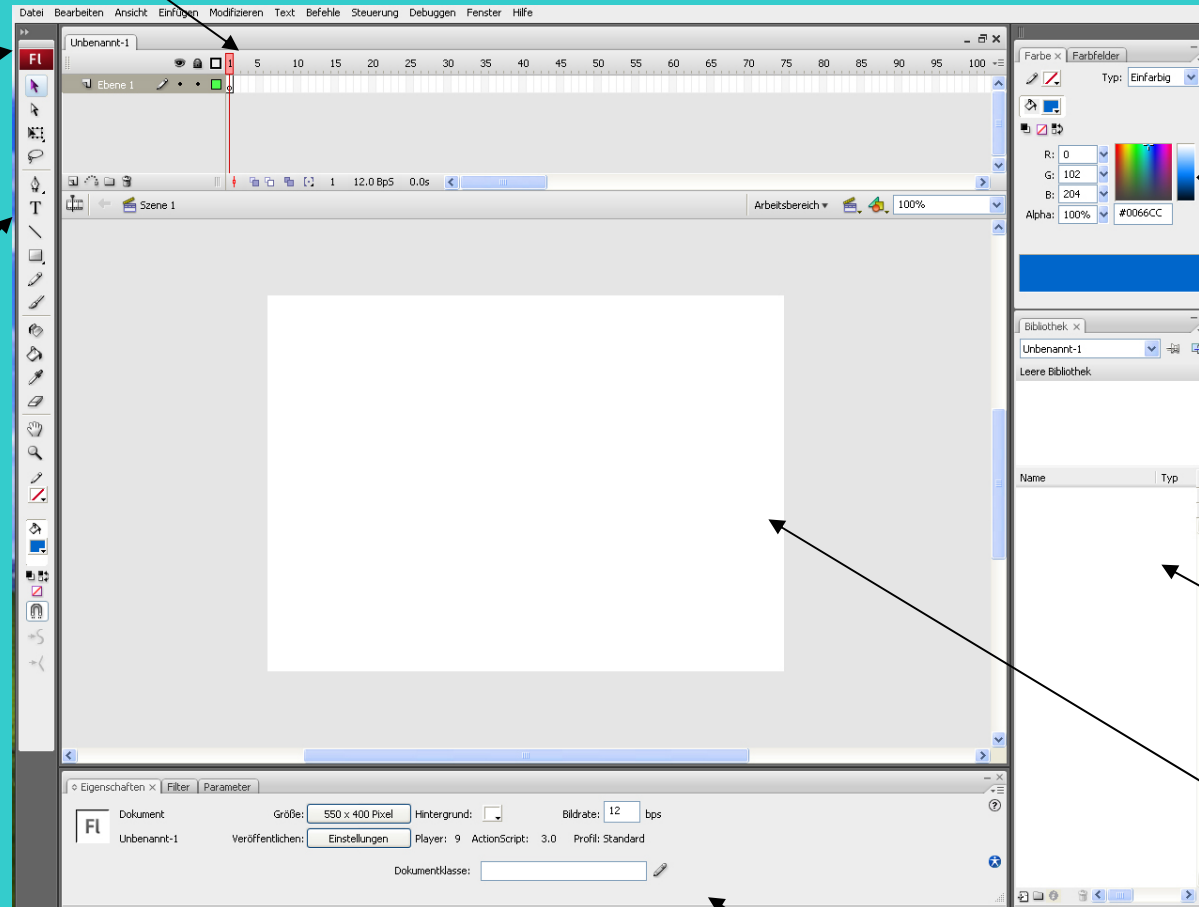 Datei Bearbeiten Ansicht Einfügen Modifizieren Text Befehle Steuerung Debuggen Fenster Hilfe
Unbenannt-1
Fl
1 5 10 15 20 25 30 35 40 45 50 55 60 65 70 75 80 85 90 95 100
Ebene 1
1 12.0 BpS 0.0s
Szene 1
Arbeitsbereich
100%
T
Farbe Farbfelder
Typ: Einfarbig
R: 0
G: 102
B: 204
Alpha: 100% #0066CC
Bibliothek
Unbenannt-1
Leere Bibliothek
Name Typ
Eigenschaften Filter Parameter
Fl
Dokument Größe: 550 x 400 Pixel Hintergrund: Bildrate: 12 bps
Unbenannt-1 Veröffentlichen: Einstellungen Player: 9 ActionScript: 3.0 Profil: Standard
Dokumentklasse: